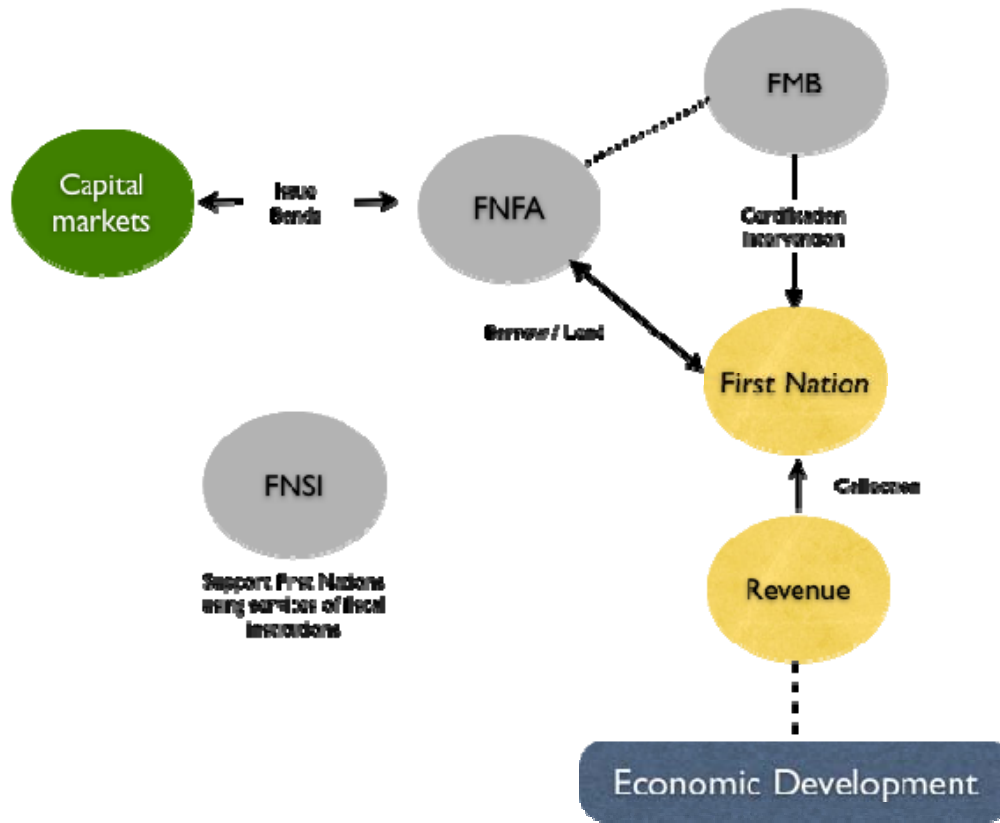 FMB
Capital
markets
Issue
Bonds
FNFA
Certification
Intervention
Borrow / Lend
First Nation
FNSI
Collection
Support First Nations
using services of fiscal
institutions
Revenue
Economic Development